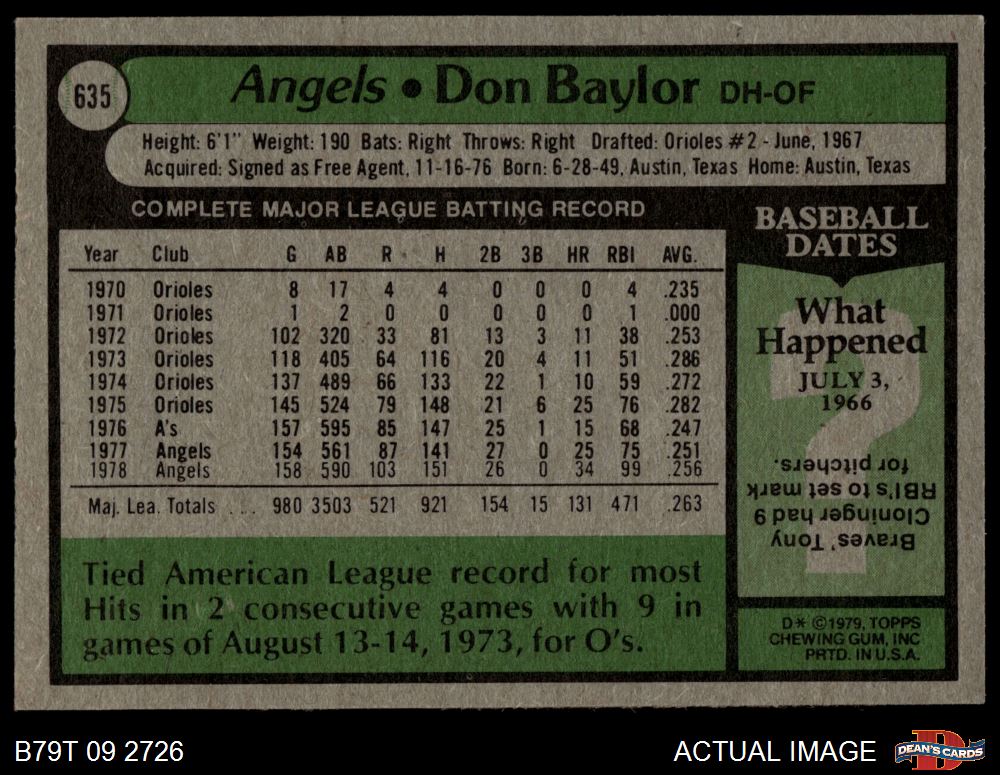 635
Angels • Don Baylor DH-OF
Height: 6'1" Weight: 190 Bats: Right Throws: Right Drafted: Orioles #2 - June, 1967
Acquired: Signed as Free Agent, 11-16-76 Born: 6-28-49, Austin, Texas Home: Austin, Texas
COMPLETE MAJOR LEAGUE BATTING RECORD
Year Club G AB R H 2B 3B HR RBI AVG.
1970 Orioles 8 17 4 4 0 0 0 4 .235
1971 Orioles 1 2 0 0 0 0 0 1 .000
1972 Orioles 102 320 33 81 13 3 11 38 .253
1973 Orioles 118 405 64 116 20 4 11 51 .286
1974 Orioles 137 489 66 133 22 1 10 59 .272
1975 Orioles 145 524 79 148 21 6 25 76 .282
1976 A's 157 595 85 147 25 1 15 68 .247
1977 Angels 154 561 87 141 27 0 25 75 .251
1978 Angels 158 590 103 151 26 0 34 99 .256
Maj. Lea. Totals . . . 980 3503 521 921 154 15 131 471 .263
Tied American League record for most
Hits in 2 consecutive games with 9 in
games of August 13-14, 1973, for O's.
BASEBALL
DATES
What
Happened
JULY 3,
1966
?
Braves' Tony
Cloninger had 9
RBI's to set mark
for pitchers.
D* ©1979, TOPPS
CHEWING GUM, INC
PRTD. IN U.S.A.
B79T 09 2726
ACTUAL IMAGE
D
DEAN'S CARDS